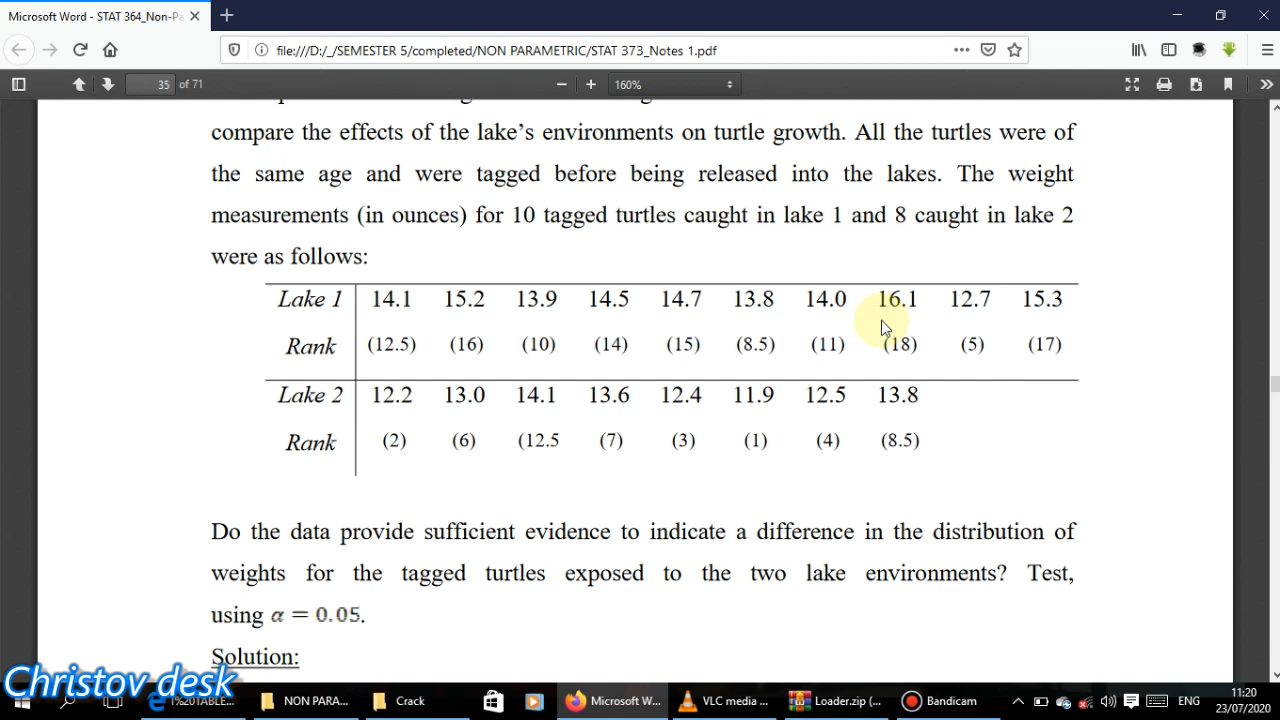 Microsoft Word - STAT 364_Non-Pa
file:///D:/_/SEMESTER 5/completed/NON PARAMETRIC/STAT 373_Notes 1.pdf
35 of 71
160%
compare the effects of the lake’s environments on turtle growth. All the turtles were of
the same age and were tagged before being released into the lakes. The weight
measurements (in ounces) for 10 tagged turtles caught in lake 1 and 8 caught in lake 2
were as follows:
Lake 1 14.1 15.2 13.9 14.5 14.7 13.8 14.0 16.1 12.7 15.3
Rank (12.5) (16) (10) (14) (15) (8.5) (11) (18) (5) (17)
Lake 2 12.2 13.0 14.1 13.6 12.4 11.9 12.5 13.8
Rank (2) (6) (12.5 (7) (3) (1) (4) (8.5)
Do the data provide sufficient evidence to indicate a difference in the distribution of
weights for the tagged turtles exposed to the two lake environments? Test,
using α = 0.05.
Solution:
Christov desk
1%20TABLE... NON PARA... Crack Microsoft W... VLC media ... Loader.zip (... Bandicam ENG 11:20
23/07/2020